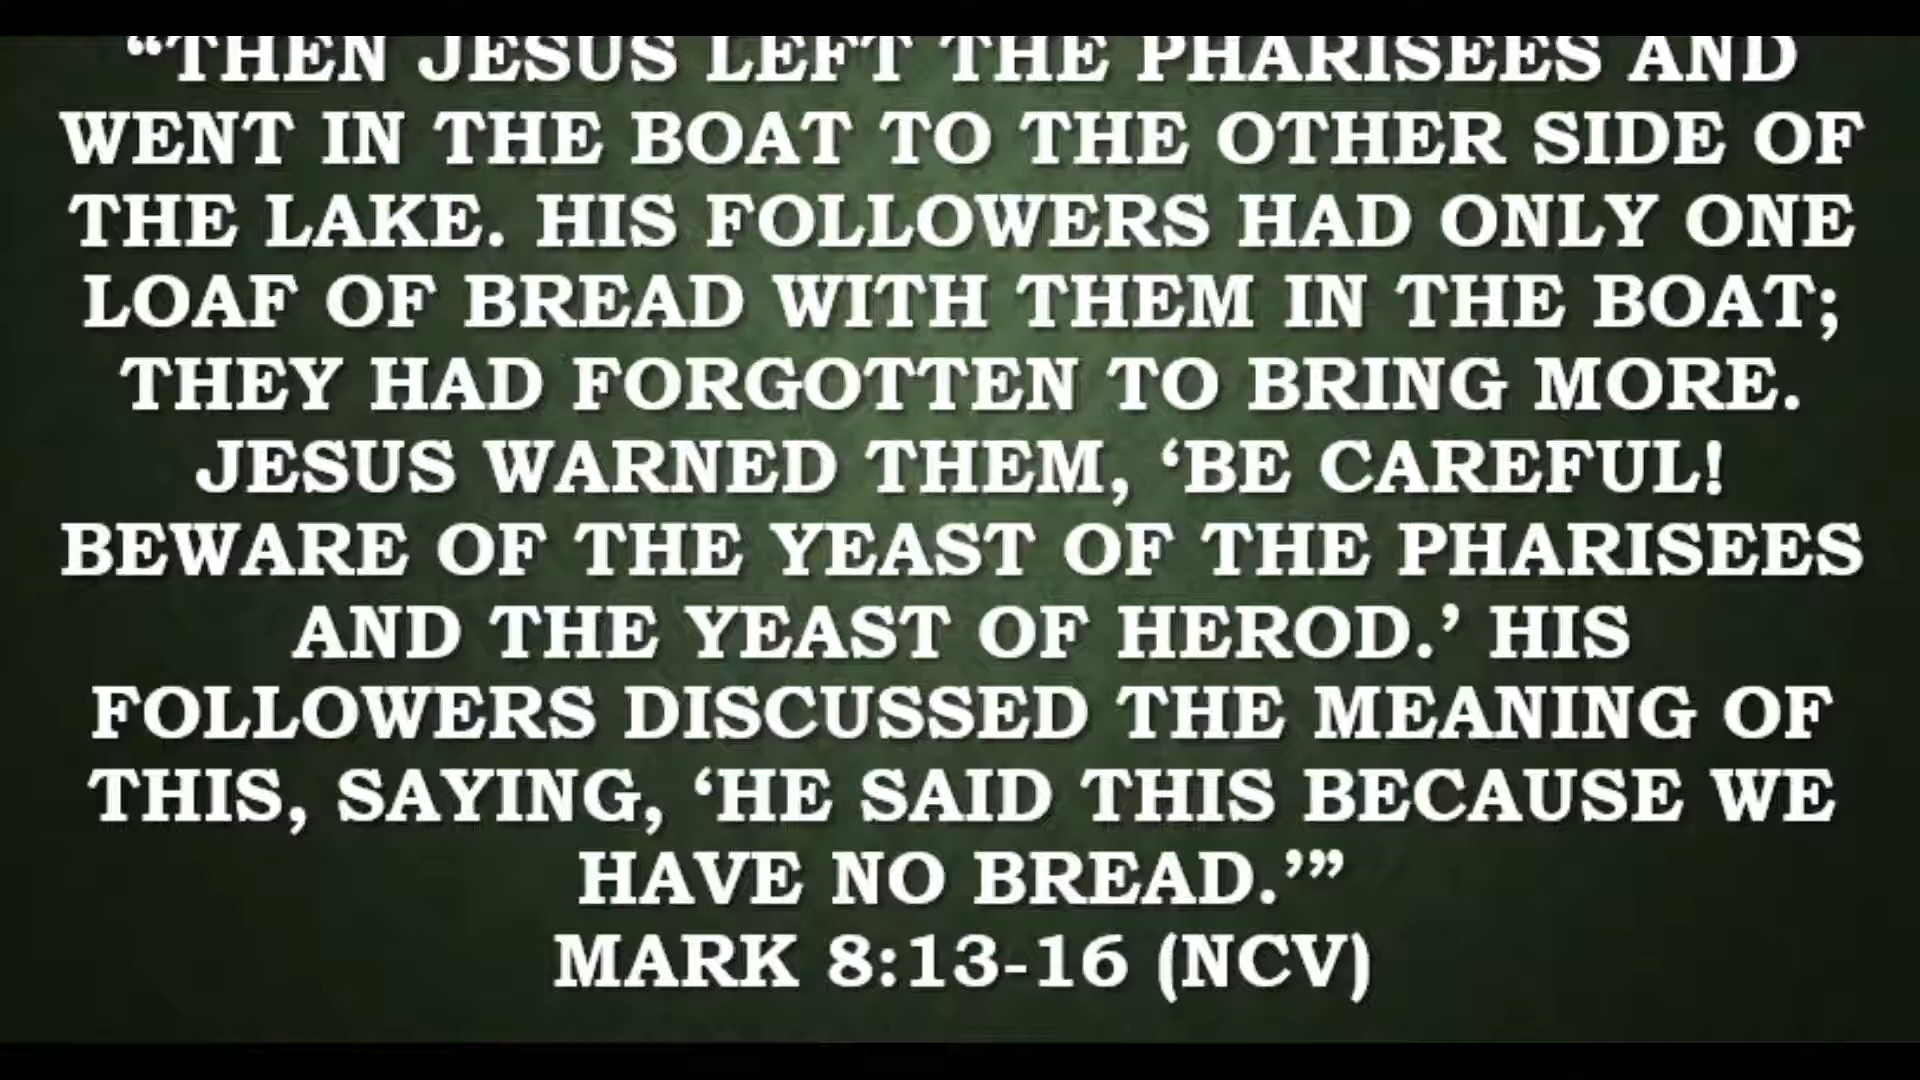 “THEN JESUS LEFT THE PHARISEES AND
WENT IN THE BOAT TO THE OTHER SIDE OF
THE LAKE. HIS FOLLOWERS HAD ONLY ONE
LOAF OF BREAD WITH THEM IN THE BOAT;
THEY HAD FORGOTTEN TO BRING MORE.
JESUS WARNED THEM, ‘BE CAREFUL!
BEWARE OF THE YEAST OF THE PHARISEES
AND THE YEAST OF HEROD.’ HIS
FOLLOWERS DISCUSSED THE MEANING OF
THIS, SAYING, ‘HE SAID THIS BECAUSE WE
HAVE NO BREAD.’”
MARK 8:13-16 (NCV)